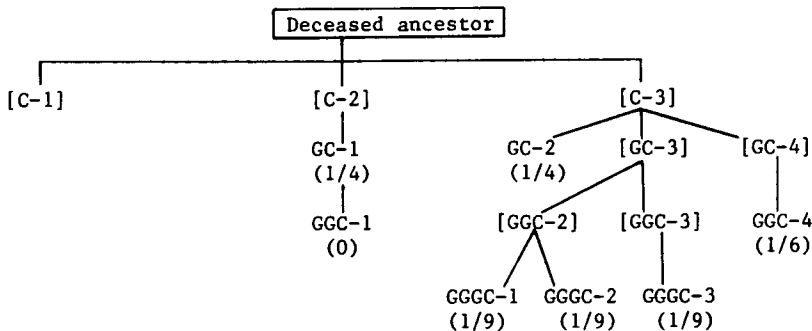 Deceased ancestor
[C-1] [C-2] [C-3]
GC-1 GC-2 [GC-3] [GC-4]
(1/4) (1/4)
GGC-1 [GGC-2] [GGC-3] GGC-4
(0) (1/6)
GGGC-1 GGGC-2 GGGC-3
(1/9) (1/9) (1/9)